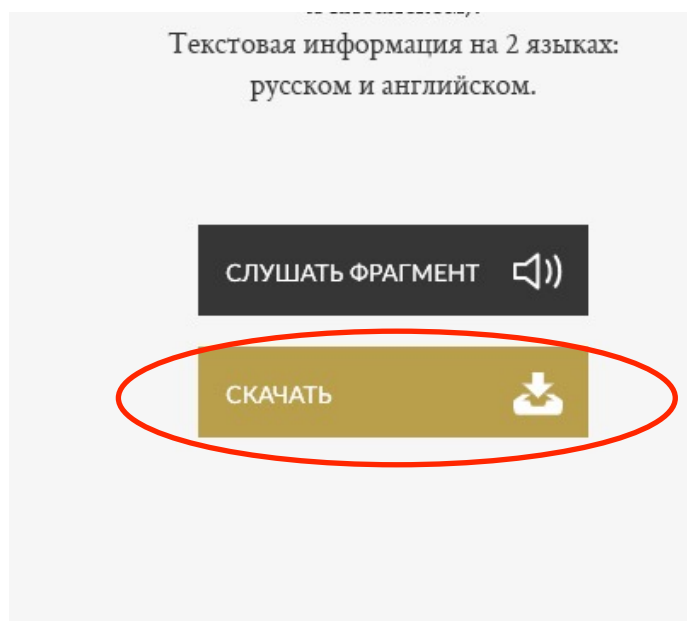 Текстовая информация на 2 языках:
русском и английском.
СЛУШАТЬ ФРАГМЕНТ
СКАЧАТЬ